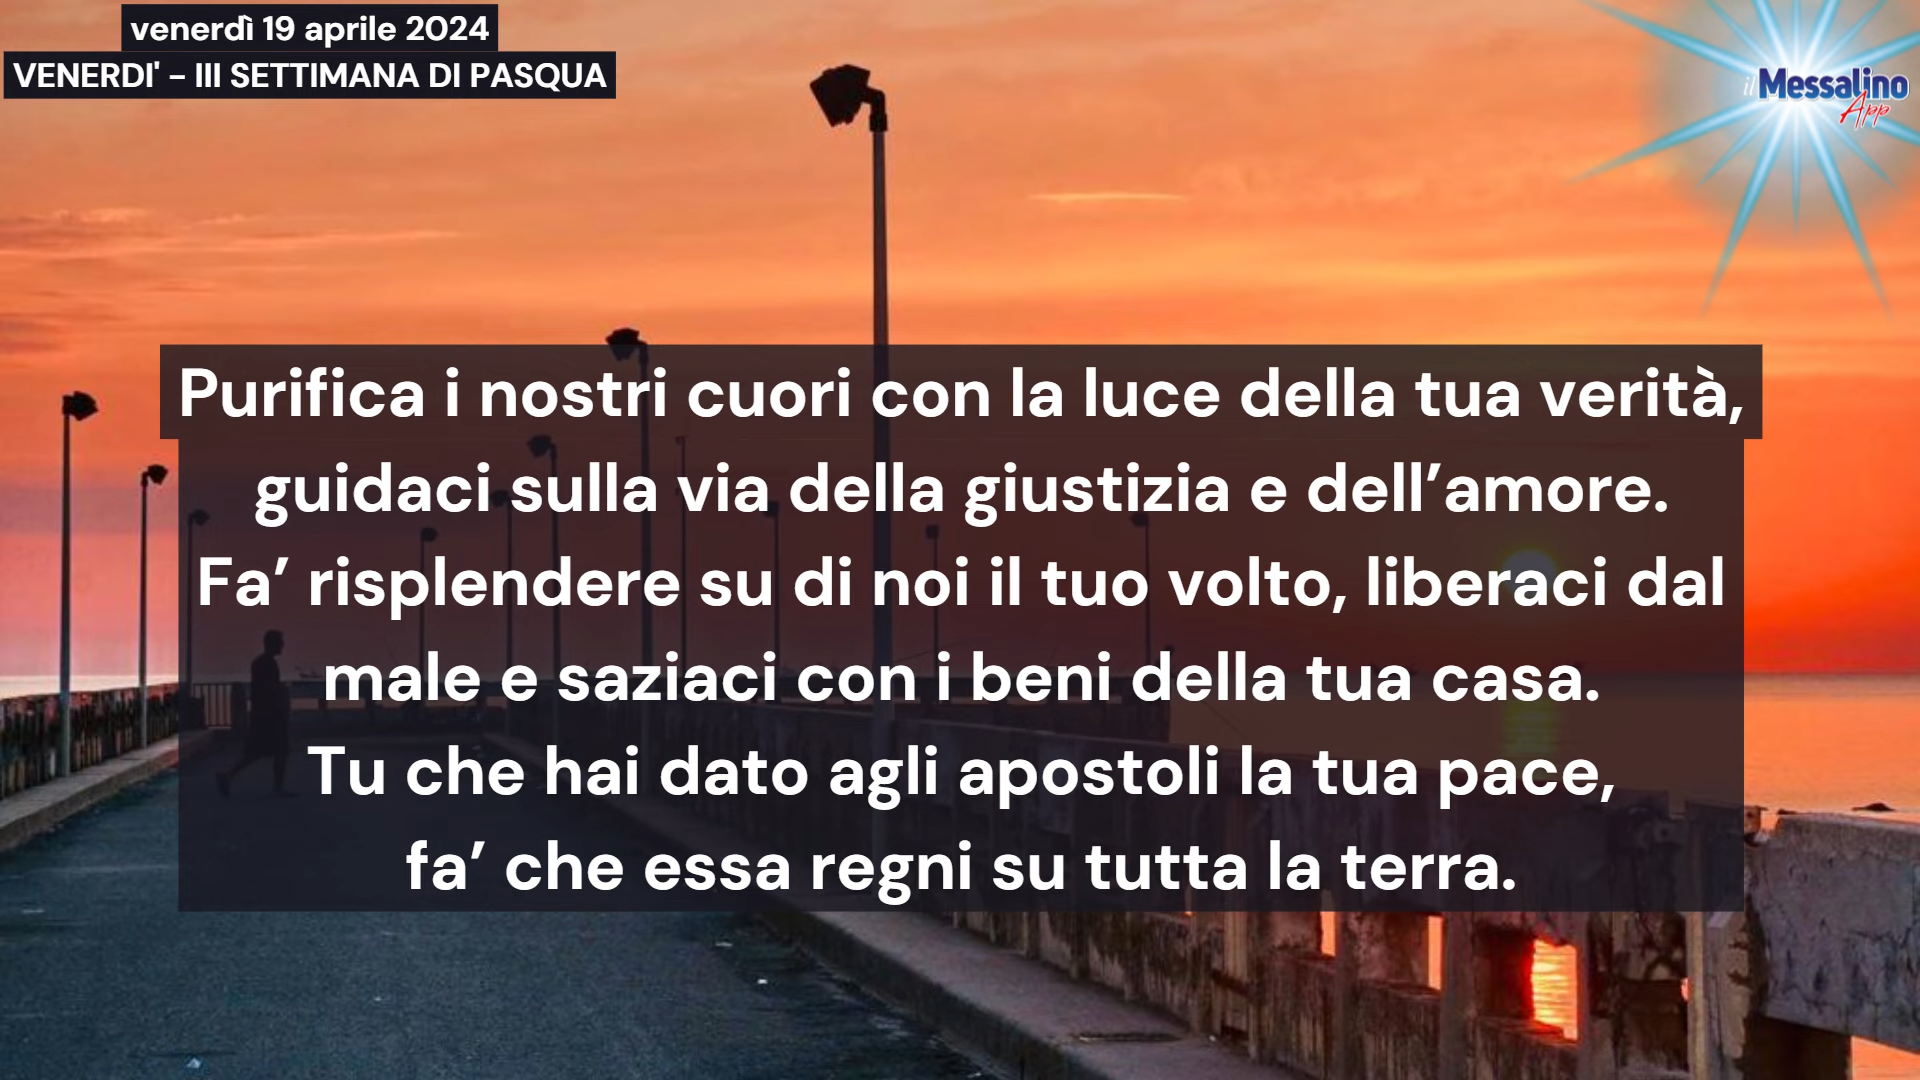 venerdì 19 aprile 2024
VENERDI' - III SETTIMANA DI PASQUA
il Messalino
App
Purifica i nostri cuori con la luce della tua verità,
guidaci sulla via della giustizia e dell’amore.
Fa’ risplendere su di noi il tuo volto, liberaci dal
male e saziaci con i beni della tua casa.
Tu che hai dato agli apostoli la tua pace,
fa’ che essa regni su tutta la terra.